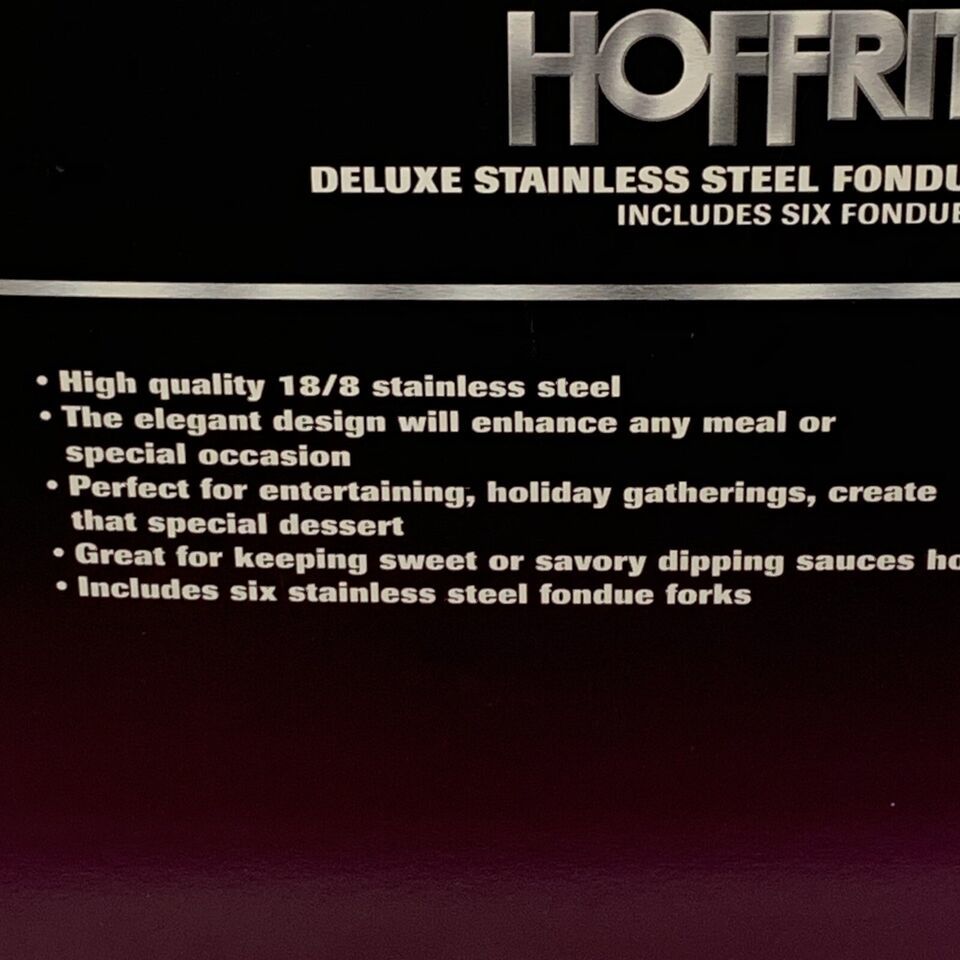 HOFFRIT
DELUXE STAINLESS STEEL FONDU
INCLUDES SIX FONDUE
• High quality 18/8 stainless steel
• The elegant design will enhance any meal or
special occasion
• Perfect for entertaining, holiday gatherings, create
that special dessert
• Great for keeping sweet or savory dipping sauces ho
• Includes six stainless steel fondue forks